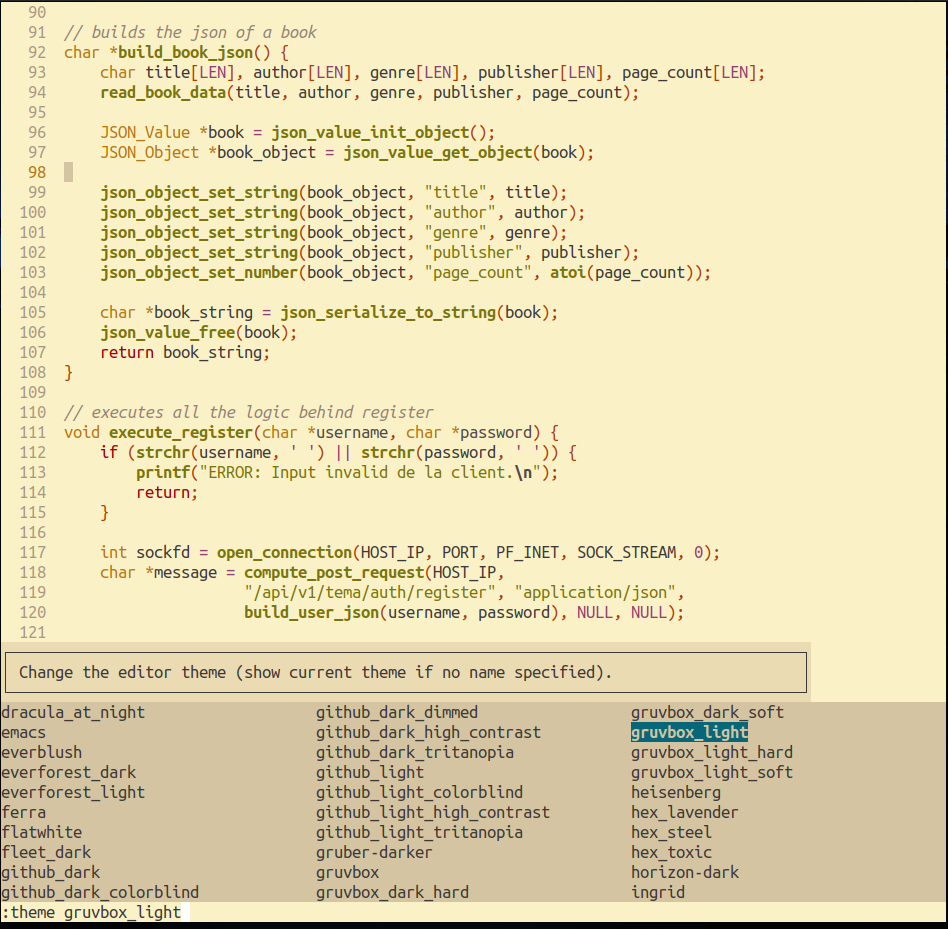 90
91 // builds the json of a book
92 char *build_book_json() {
93     char title[LEN], author[LEN], genre[LEN], publisher[LEN], page_count[LEN];
94     read_book_data(title, author, genre, publisher, page_count);
95
96     JSON_Value *book = json_value_init_object();
97     JSON_Object *book_object = json_value_get_object(book);
98
99     json_object_set_string(book_object, "title", title);
100     json_object_set_string(book_object, "author", author);
101     json_object_set_string(book_object, "genre", genre);
102     json_object_set_string(book_object, "publisher", publisher);
103     json_object_set_number(book_object, "page_count", atoi(page_count));
104
105     char *book_string = json_serialize_to_string(book);
106     json_value_free(book);
107     return book_string;
108 }
109
110 // executes all the logic behind register
111 void execute_register(char *username, char *password) {
112     if (strchr(username, ' ') || strchr(password, ' ')) {
113         printf("ERROR: Input invalid de la client.\n");
114         return;
115     }
116
117     int sockfd = open_connection(HOST_IP, PORT, PF_INET, SOCK_STREAM, 0);
118     char *message = compute_post_request(HOST_IP,
119                     "/api/v1/tema/auth/register", "application/json",
120                     build_user_json(username, password), NULL, NULL);
121
Change the editor theme (show current theme if no name specified).
dracula_at_night github_dark_dimmed gruvbox_dark_soft
emacs github_dark_high_contrast gruvbox_light
everblush github_dark_tritanopia gruvbox_light_hard
everforest_dark github_light gruvbox_light_soft
everforest_light github_light_colorblind heisenberg
ferra github_light_high_contrast hex_lavender
flatwhite github_light_tritanopia hex_steel
fleet_dark gruber-darker hex_toxic
github_dark gruvbox horizon-dark
github_dark_colorblind gruvbox_dark_hard ingrid
:theme gruvbox_light